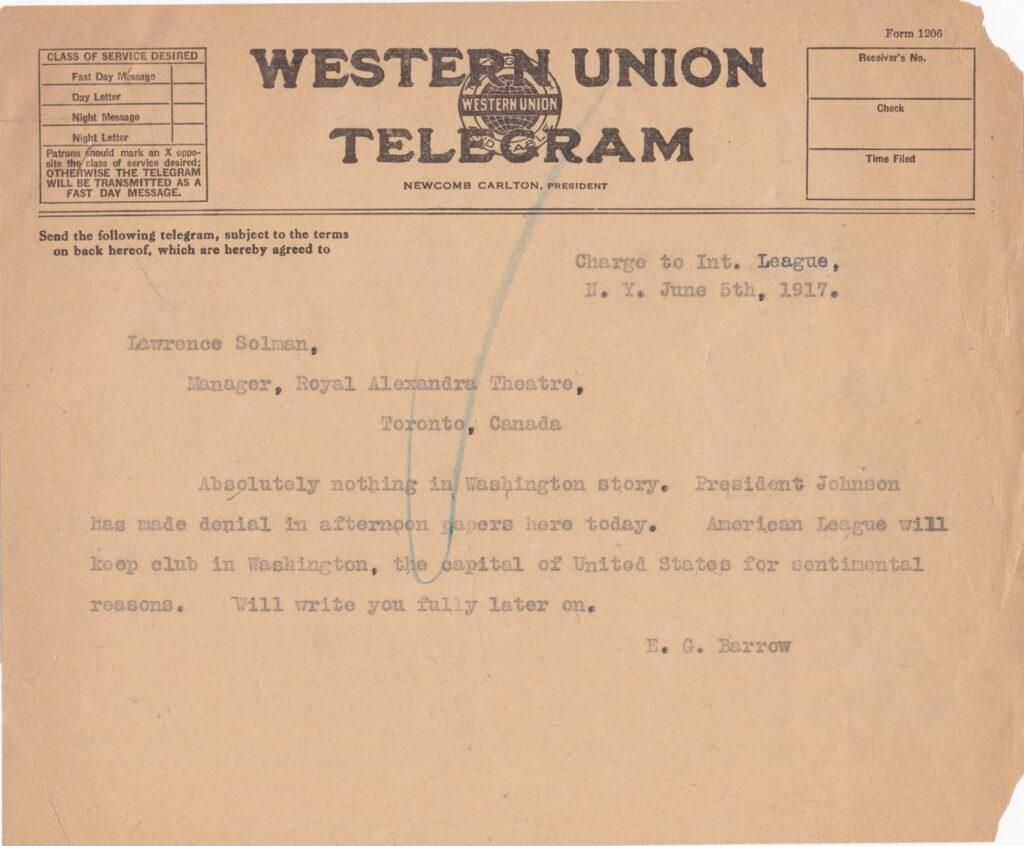 Form 1206
CLASS OF SERVICE DESIRED
Fast Day Message
Day Letter
Night Message
Night Letter
Patrons should mark an X oppo-
site the class of service desired;
OTHERWISE THE TELEGRAM
WILL BE TRANSMITTED AS A
FAST DAY MESSAGE.
WESTERN UNION
WESTERN UNION
TELEGRAM
NEWCOMB CARLTON, PRESIDENT
Receiver's No.
Check
Time Filed
Send the following telegram, subject to the terms
on back hereof, which are hereby agreed to
Charge to Int. League,
N. Y. June 5th, 1917.
Lawrence Solman,
Manager, Royal Alexandra Theatre,
Toronto, Canada
Absolutely nothing in Washington story. President Johnson
has made denial in afternoon papers here today. American League will
keep club in Washington, the capital of United States for sentimental
reasons. Will write you fully later on.
E. G. Barrow